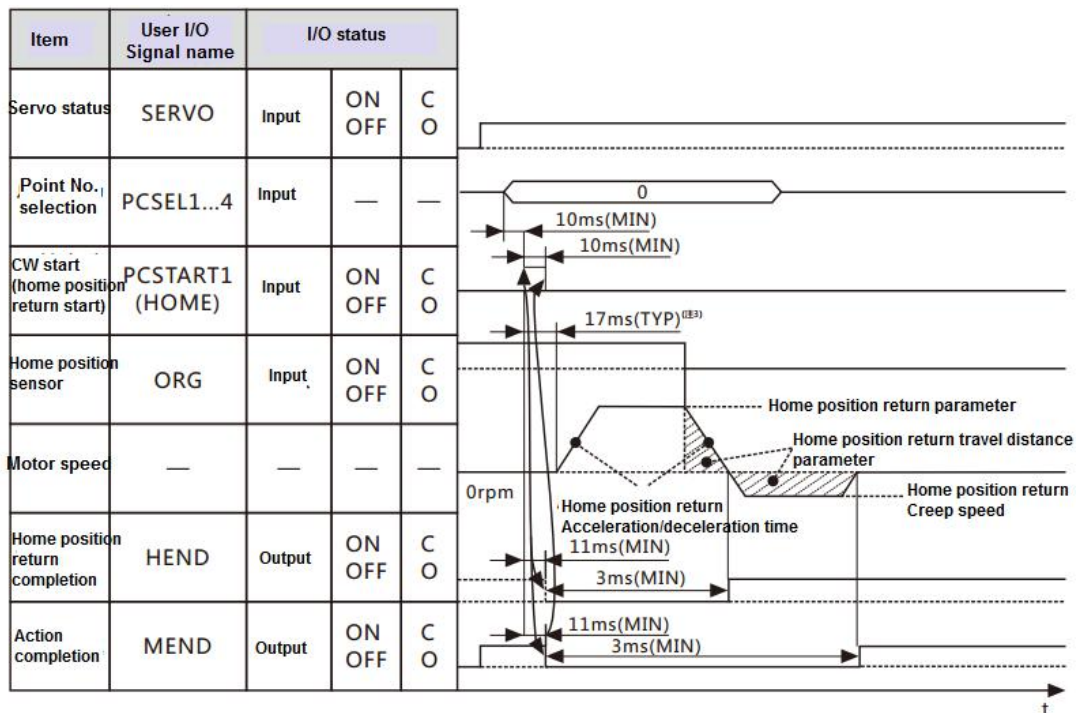 Item
User I/O
Signal name
I/O status
Servo status
SERVO
Input
ON
OFF
C
O
Point No.
selection
PCSEL1...4
Input
—
—
0
10ms(MIN)
10ms(MIN)
CW start
(home position
return start)
PCSTART1
(HOME)
Input
ON
OFF
C
O
17ms(TYP)(注3)
Home position
sensor
ORG
Input
ON
OFF
C
O
Home position return parameter
Home position return travel distance
parameter
Motor speed
—
—
—
—
0rpm
Home position return
Acceleration/deceleration time
Home position return
Creep speed
Home position
return
completion
HEND
Output
ON
OFF
C
O
11ms(MIN)
3ms(MIN)
Action
completion
MEND
Output
ON
OFF
C
O
11ms(MIN)
3ms(MIN)
t